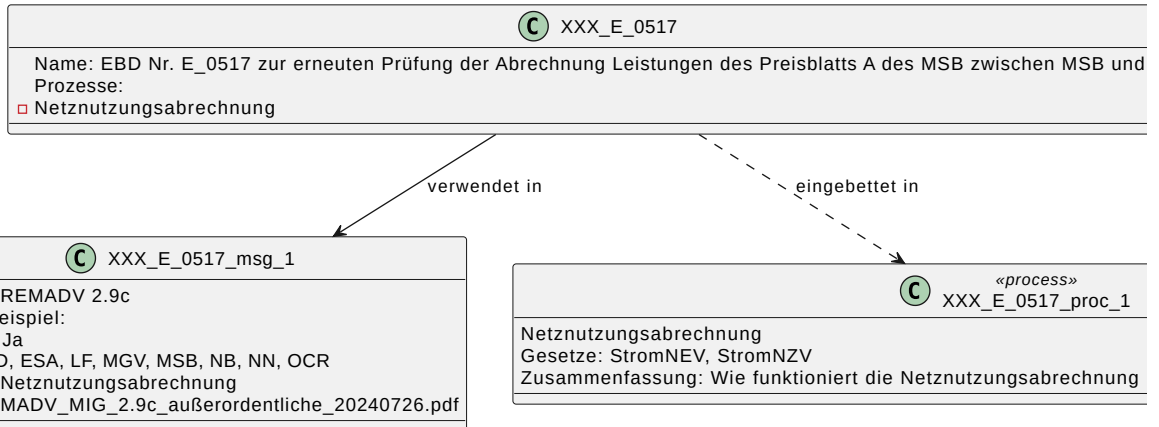 C XXX_E_0517
Name: EBD Nr. E_0517 zur erneuten Prüfung der Abrechnung Leistungen des Preisblatts A des MSB zwischen MSB und
Prozesse:
Netznutzungsabrechnung
verwendet in
eingebettet in
C XXX_E_0517_msg_1
REMADV 2.9c
eispiel:
Ja
, ESA, LF, MGV, MSB, NB, NN, OCR
Netznutzungsabrechnung
MADV_MIG_2.9c_außerordentliche_20240726.pdf
«process»
C XXX_E_0517_proc_1
Netznutzungsabrechnung
Gesetze: StromNEV, StromNZV
Zusammenfassung: Wie funktioniert die Netznutzungsabrechnung